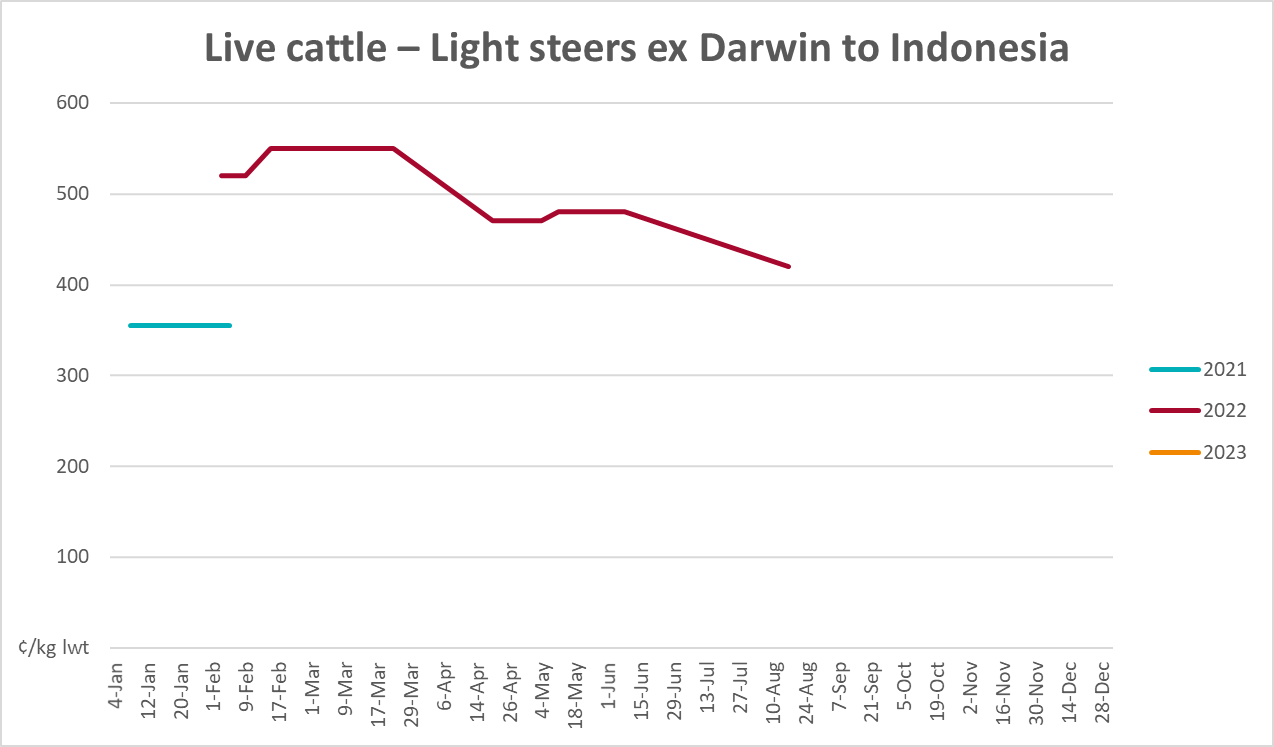 Live cattle – Light steers ex Darwin to Indonesia
600
500
400
300
200
100
¢/kg lwt
4-Jan
12-Jan
20-Jan
1-Feb
9-Feb
17-Feb
1-Mar
9-Mar
17-Mar
29-Mar
6-Apr
14-Apr
26-Apr
4-May
18-May
1-Jun
15-Jun
29-Jun
13-Jul
27-Jul
10-Aug
24-Aug
7-Sep
21-Sep
5-Oct
19-Oct
2-Nov
16-Nov
30-Nov
14-Dec
28-Dec
2021
2022
2023